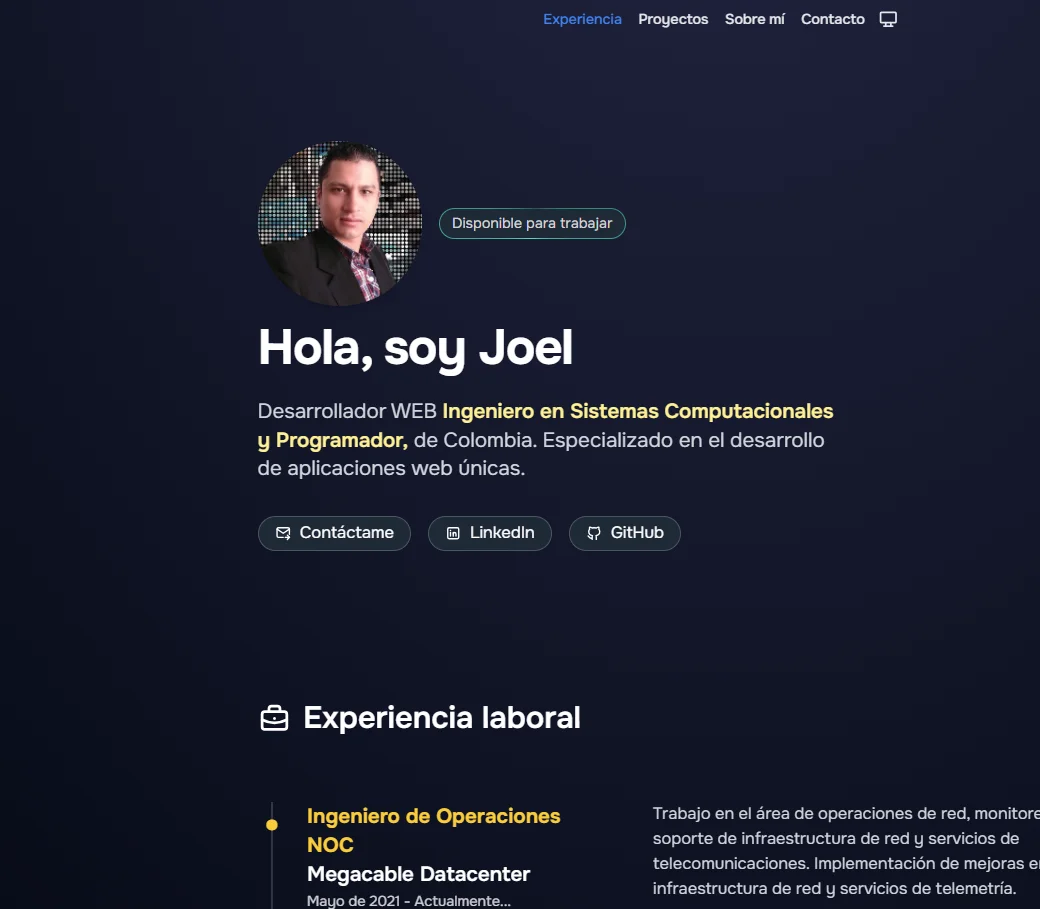 Experiencia Proyectos Sobre mí Contacto
Disponible para trabajar
Hola, soy Joel
Desarrollador WEB Ingeniero en Sistemas Computacionales
y Programador, de Colombia. Especializado en el desarrollo
de aplicaciones web únicas.
Contáctame LinkedIn GitHub
Experiencia laboral
Ingeniero de Operaciones
NOC
Megacable Datacenter
Mayo de 2021 - Actualmente...
Trabajo en el área de operaciones de red, monitore
soporte de infraestructura de red y servicios de
telecomunicaciones. Implementación de mejoras e
infraestructura de red y servicios de telemetría.